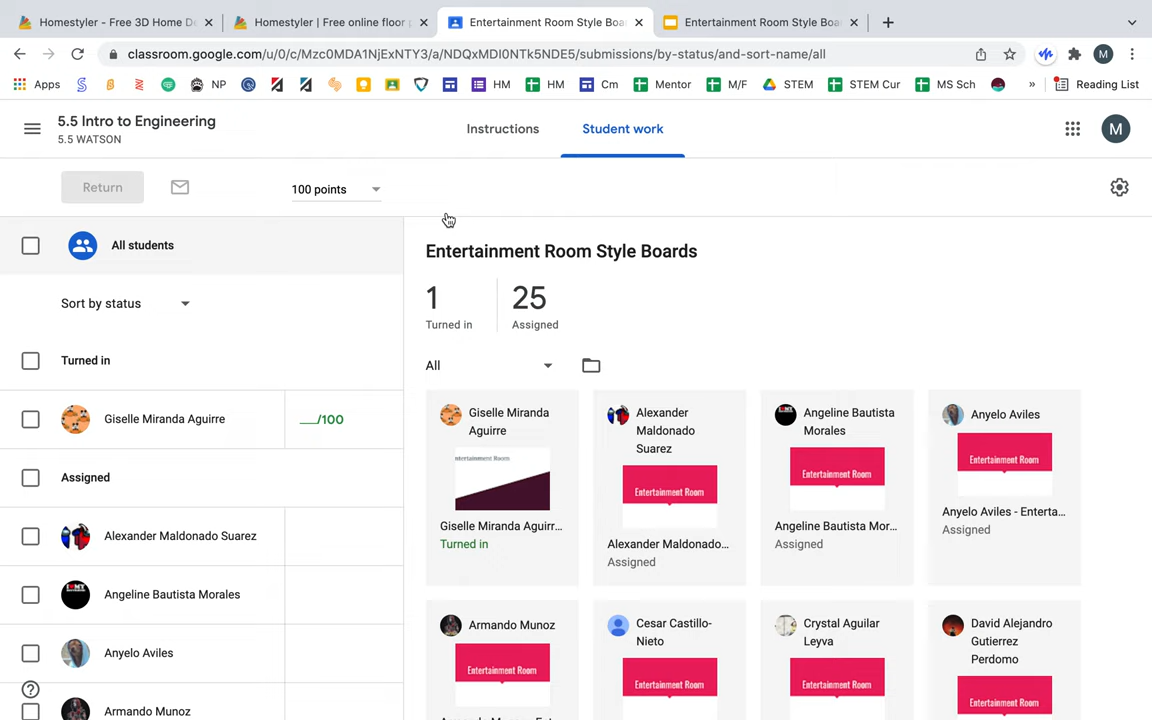 Homestyler - Free 3D Home De
Homestyler | Free online floor p
Entertainment Room Style Boa
Entertainment Room Style Boa
classroom.google.com/u/0/c/Mzc0MDA1NjExNTY3/a/NDQxMDI0NTk5NDE5/submissions/by-status/and-sort-name/all
M
Apps
NP
HM
HM
Cm
Mentor
M/F
STEM
STEM Cur
MS Sch
»
Reading List
5.5 Intro to Engineering
5.5 WATSON
Instructions
Student work
M
Return
100 points
All students
Sort by status
Turned in
Giselle Miranda Aguirre
__/100
Assigned
Alexander Maldonado Suarez
Angeline Bautista Morales
Anyelo Aviles
Armando Munoz
Entertainment Room Style Boards
1
Turned in
25
Assigned
All
Giselle Miranda
Aguirre
ntertainment Room
Giselle Miranda Aguirr...
Turned in
Alexander
Maldonado
Suarez
Entertainment Room
Alexander Maldonado...
Assigned
Angeline Bautista
Morales
Entertainment Room
Angeline Bautista Mor...
Assigned
Anyelo Aviles
Entertainment Room
Anyelo Aviles - Enterta...
Assigned
Armando Munoz
Entertainment Room
Cesar Castillo-
Nieto
Entertainment Room
Crystal Aguilar
Leyva
Entertainment Room
David Alejandro
Gutierrez
Perdomo
Entertainment Room